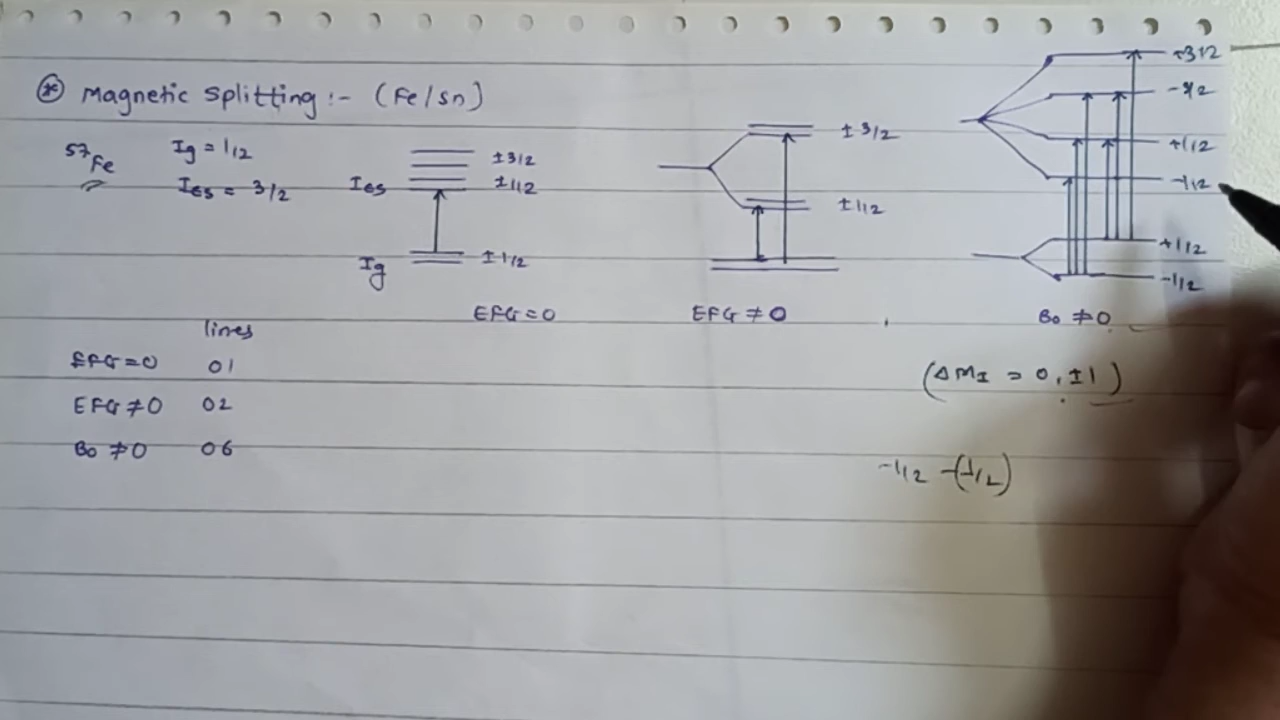 * Magnetic Splitting :- (Fe/Sn)
57Fe Ig = 1/2
IES = 3/2
IES ±3/2
±1/2
Ig ±1/2
EFG = 0
±3/2
±1/2
EFG ≠ 0
+3/2
+1/2
-1/2
+1/2
-1/2
B0 ≠ 0
lines
EFG = 0 01
EFG ≠ 0 02
B0 ≠ 0 06
(ΔMI = 0, ±1)
-1/2 -(-1/2)